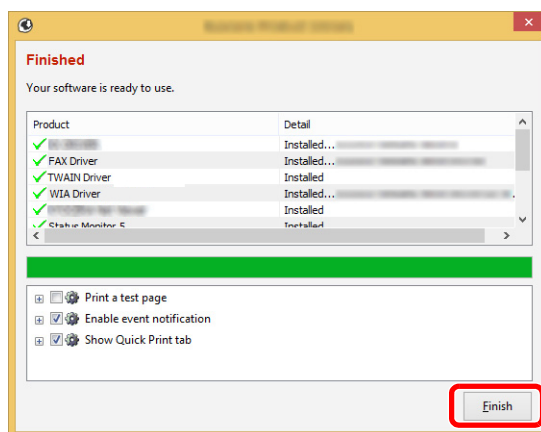 Finished
Your software is ready to use.
Product Detail
Installed...
FAX Driver Installed...
TWAIN Driver Installed
WIA Driver Installed...
Installed
Status Monitor 5 Installed
Print a test page
Enable event notification
Show Quick Print tab
Finish